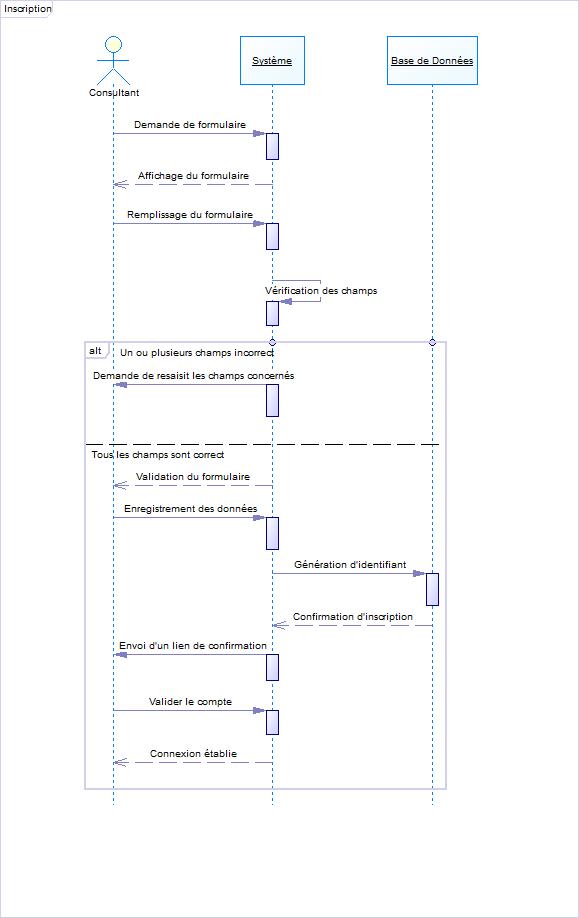 Inscription
Consultant
Système
Base de Données
Demande de formulaire
Affichage du formulaire
Remplissage du formulaire
Vérification des champs
alt
Un ou plusieurs champs incorrect
Demande de resaisit les champs concernés
Tous les champs sont correct
Validation du formulaire
Enregistrement des données
Génération d'identifiant
Confirmation d'inscription
Envoi d'un lien de confirmation
Valider le compte
Connexion établie